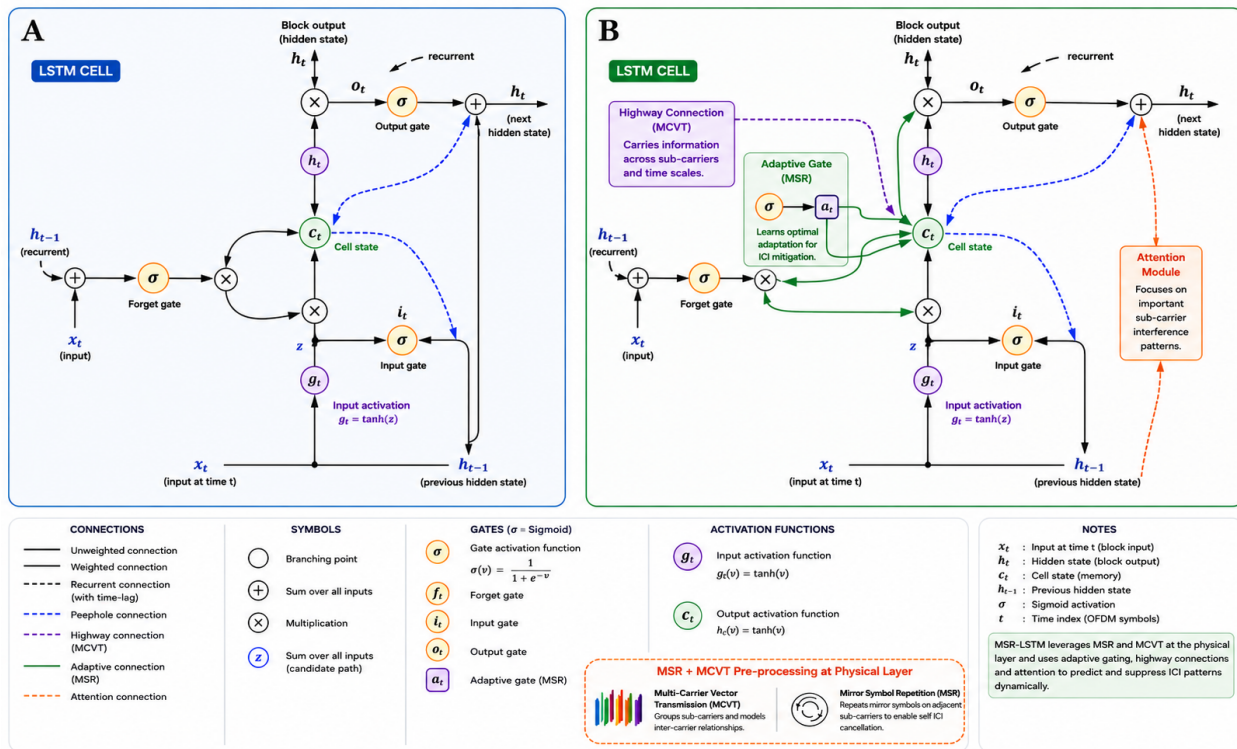 A
LSTM CELL
Block output
(hidden state)
h_t
recurrent
o_t
×
σ
+
h_t
Output gate
(next
hidden state)
h_t
h_{t−1}
(recurrent)
c_t
Cell state
+
σ
×
Forget gate
×
x_t
(input)
i_t
z
σ
Input gate
g_t
Input activation
g_t = tanh(z)
x_t
(input at time t)
h_{t−1}
(previous hidden state)
B
LSTM CELL
Block output
(hidden state)
h_t
recurrent
o_t
×
σ
+
h_t
Output gate
(next
hidden state)
Highway Connection
(MCVT)
Carries information
across sub-carriers
and time scales.
h_t
Adaptive Gate
(MSR)
σ
a_t
Learns optimal
adaptation for
ICI mitigation.
h_{t−1}
(recurrent)
c_t
Cell state
+
σ
×
Forget gate
x_t
(input)
×
i_t
z
σ
Input gate
Attention
Module
Focuses on
important
sub-carrier
interference
patterns.
g_t
Input activation
g_t = tanh(z)
x_t
(input at time t)
h_{t−1}
(previous hidden state)
CONNECTIONS
Unweighted connection
Weighted connection
Recurrent connection
(with time-lag)
Peephole connection
Highway connection
(MCVT)
Adaptive connection
(MSR)
Attention connection
SYMBOLS
Branching point
+ Sum over all inputs
× Multiplication
z Sum over all inputs
(candidate path)
GATES (σ = Sigmoid)
σ Gate activation function
σ(v) = 1 / (1 + e^{−v})
f_t Forget gate
i_t Input gate
o_t Output gate
a_t Adaptive gate (MSR)
ACTIVATION FUNCTIONS
g_t Input activation function
g_t(v) = tanh(v)
c_t Output activation function
h_c(v) = tanh(v)
MSR + MCVT Pre-processing at Physical Layer
Multi-Carrier Vector
Transmission (MCVT)
Groups sub-carriers and models
inter-carrier relationships.
Mirror Symbol Repetition (MSR)
Repeats mirror symbols on adjacent
sub-carriers to enable self ICI
cancellation.
NOTES
x_t : Input at time t (block input)
h_t : Hidden state (block output)
c_t : Cell state (memory)
h_{t−1} : Previous hidden state
σ : Sigmoid activation
t : Time index (OFDM symbols)
MSR-LSTM leverages MSR and MCVT at the physical
layer and uses adaptive gating, highway connections
and attention to predict and suppress ICI patterns
dynamically.